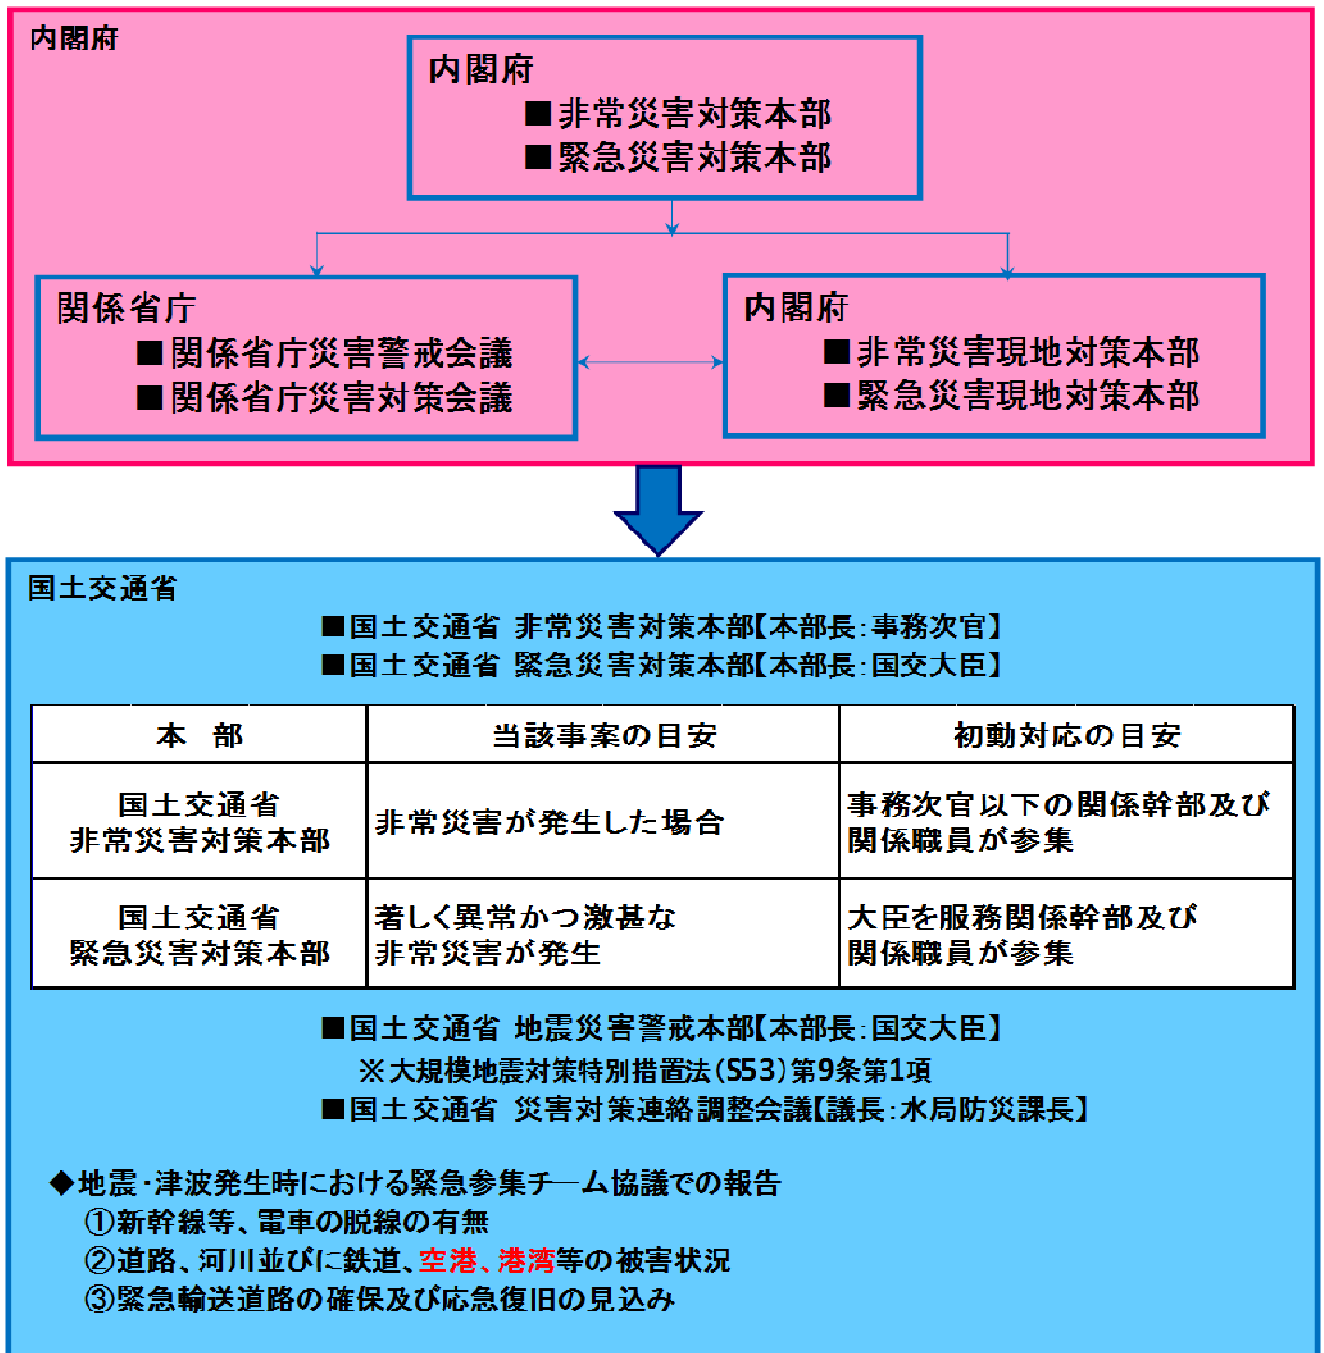 内閣府
内閣府
■非常災害対策本部
■緊急災害対策本部
関係省庁
■関係省庁災害警戒会議
■関係省庁災害対策会議
内閣府
■非常災害現地対策本部
■緊急災害現地対策本部
国土交通省
■国土交通省 非常災害対策本部【本部長：事務次官】
■国土交通省 緊急災害対策本部【本部長：国交大臣】
本 部
当該事案の目安
初動対応の目安
国土交通省
非常災害対策本部
非常災害が発生した場合
事務次官以下の関係幹部及び
関係職員が参集
国土交通省
緊急災害対策本部
著しく異常かつ激甚な
非常災害が発生
大臣を服務関係幹部及び
関係職員が参集
■国土交通省 地震災害警戒本部【本部長：国交大臣】
※大規模地震対策特別措置法（S53）第9条第1項
■国土交通省 災害対策連絡調整会議【議長：水局防災課長】
◆地震・津波発生時における緊急参集チーム協議での報告
①新幹線等、電車の脱線の有無
②道路、河川並びに鉄道、空港、港湾等の被害状況
③緊急輸送道路の確保及び応急復旧の見込み